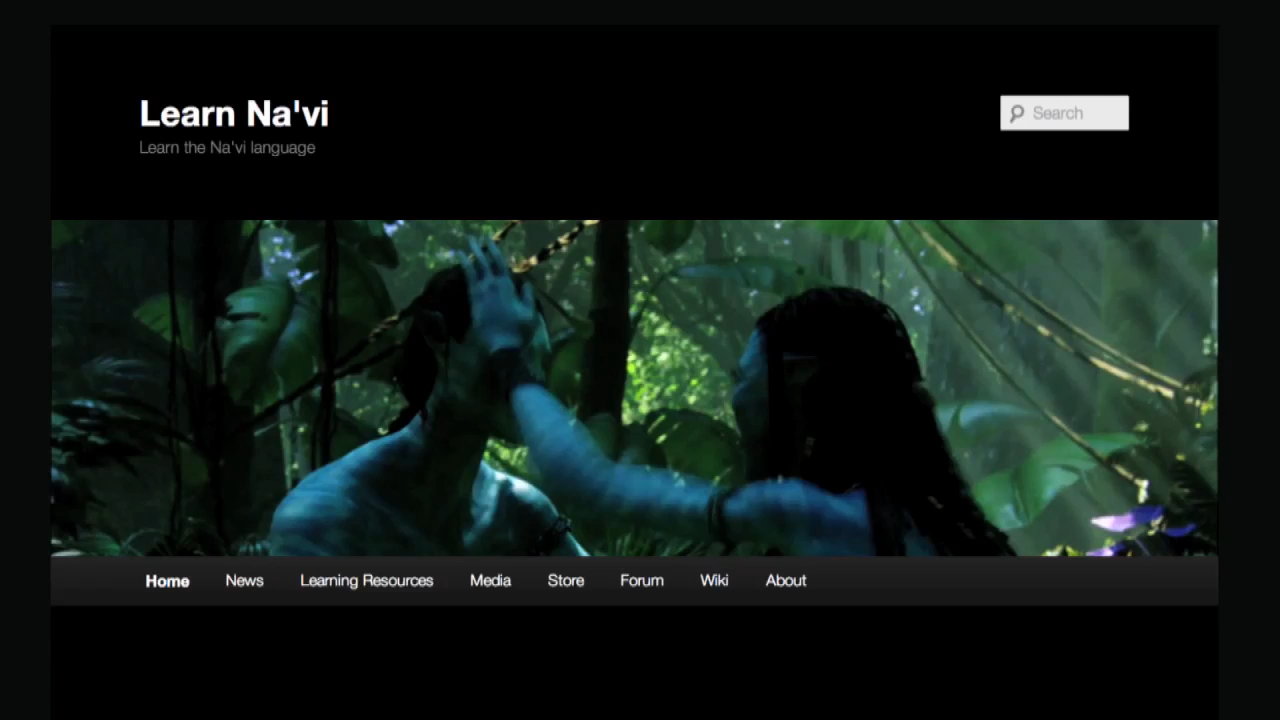 Learn Na'vi
Search
Learn the Na'vi language
Home News Learning Resources Media Store Forum Wiki About